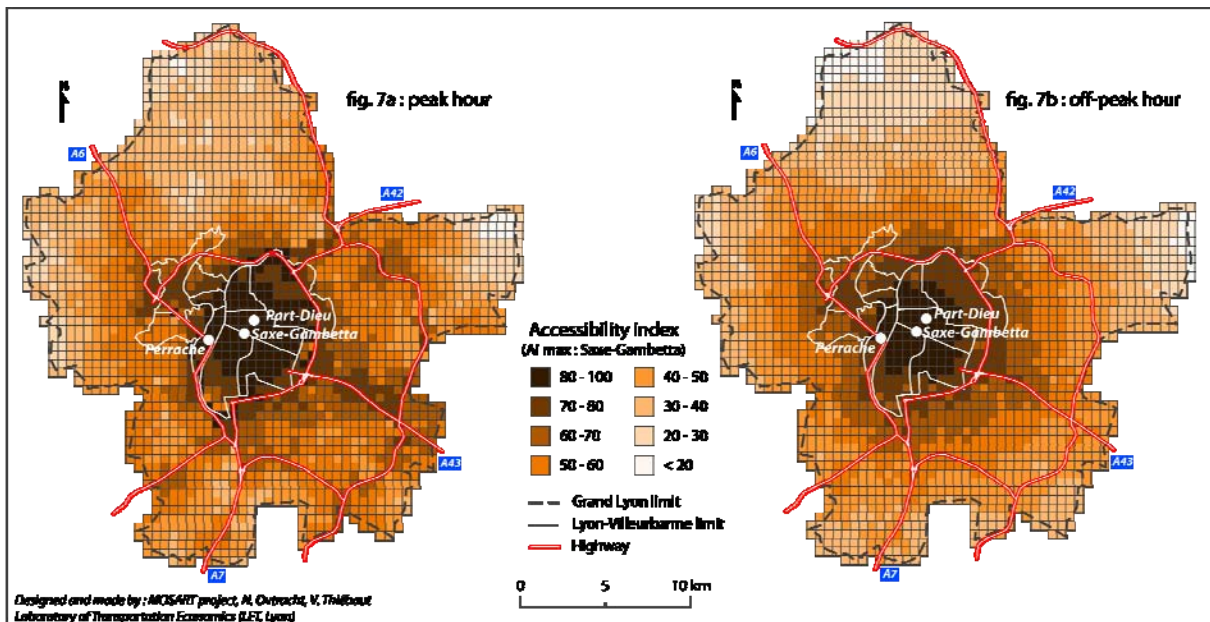 N
fig. 7a : peak hour
A6
A42
Part-Dieu
Saxe-Gambetta
Perrache
A43
A7
N
fig. 7b : off-peak hour
A6
A42
Part-Dieu
Saxe-Gambetta
Perrache
A43
A7
Accessibility Index
(AI max : Saxe-Gambetta)
80 - 100
70 - 80
60 - 70
50 - 60
40 - 50
30 - 40
20 - 30
< 20
Grand Lyon limit
Lyon-Villeurbanne limit
Highway
0 5 10 km
Designed and made by : MOSART project, N. Ovtracht, V. Thiébaut
Laboratory of Transportation Economics (LET, Lyon)